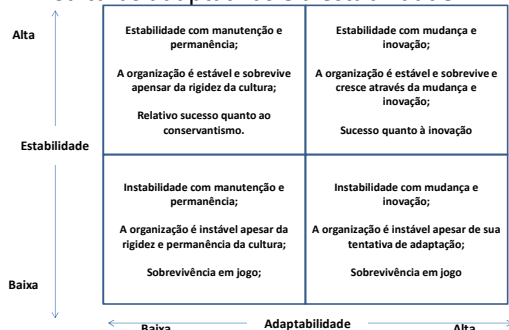 Alta
Estabilidade com manutenção e
permanência;
A organização é estável e sobrevive
apensar da rigidez da cultura;
Relativo sucesso quanto ao
conservantismo.
Estabilidade com mudança e
inovação;
A organização é estável e sobrevive e
cresce através da mudança e
inovação;
Sucesso quanto à inovação
Estabilidade
Instabilidade com manutenção e
permanência;
A organização é instável apesar da
rigidez e permanência da cultura;
Sobrevivência em jogo;
Instabilidade com mudança e
inovação;
A organização é instável apesar de sua
tentativa de adaptação;
Sobrevivência em jogo
Baixa
Baixa
Adaptabilidade
Alta